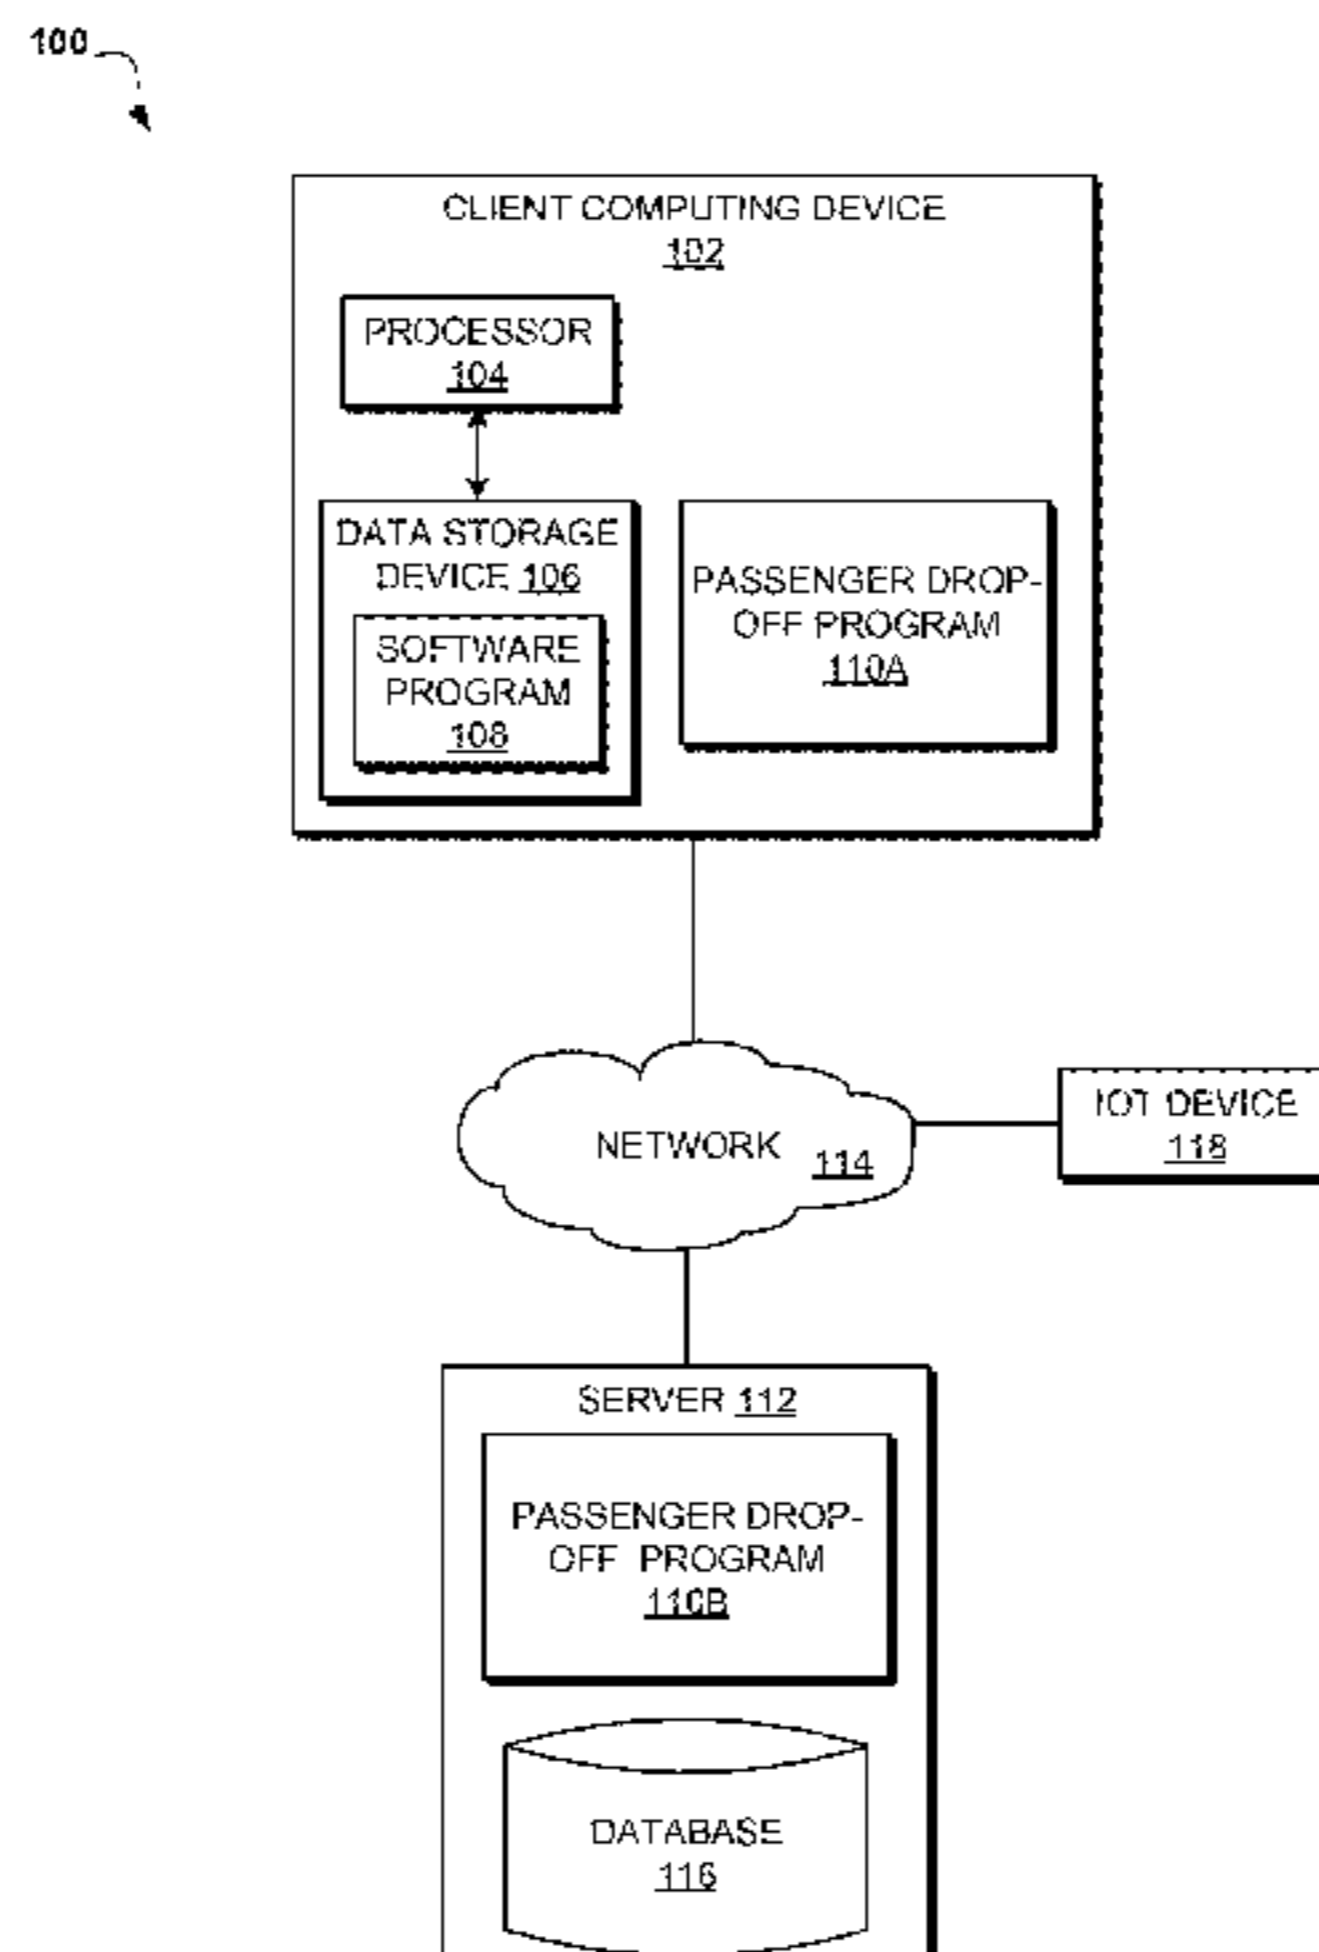 100
CLIENT COMPUTING DEVICE
102
PROCESSOR
104
DATA STORAGE
DEVICE 106
SOFTWARE
PROGRAM
108
PASSENGER DROP-
OFF PROGRAM
110A
NETWORK 114
IOT DEVICE
118
SERVER 112
PASSENGER DROP-
OFF PROGRAM
110B
DATABASE
116